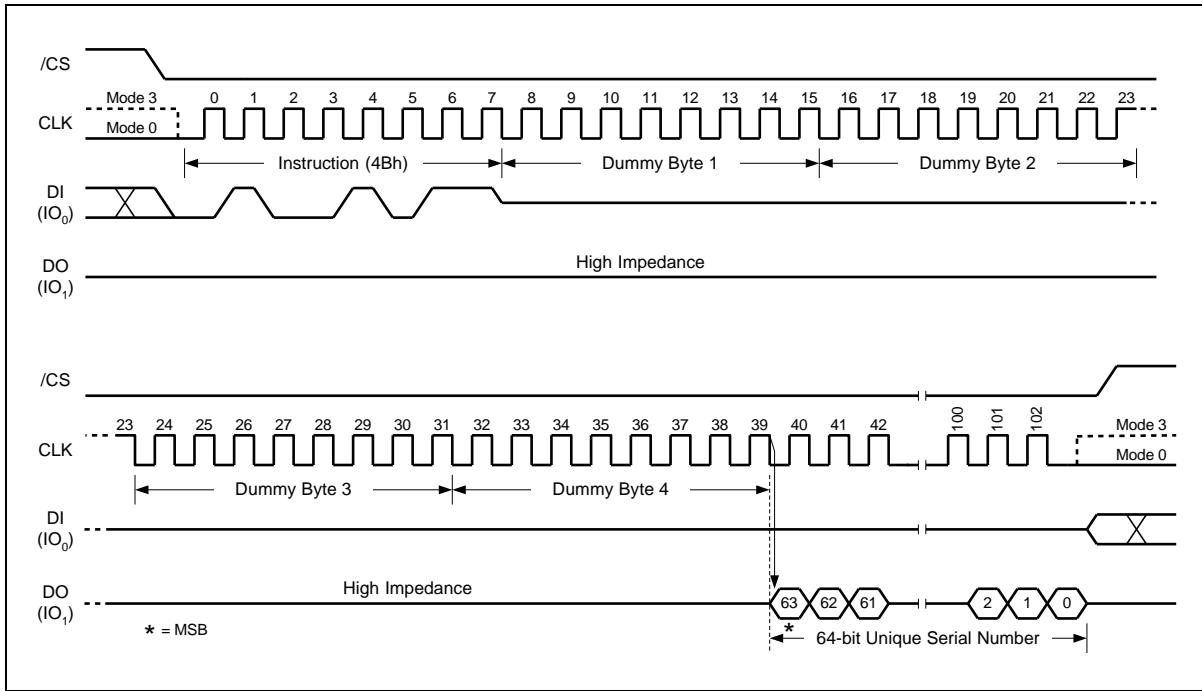 /CS
Mode 3
0 1 2 3 4 5 6 7 8 9 10 11 12 13 14 15 16 17 18 19 20 21 22 23
CLK
Mode 0
Instruction (4Bh) Dummy Byte 1 Dummy Byte 2
DI
(IO0)
High Impedance
DO
(IO1)
/CS
23 24 25 26 27 28 29 30 31 32 33 34 35 36 37 38 39 40 41 42 100 101 102
Mode 3
CLK
Mode 0
Dummy Byte 3 Dummy Byte 4
DI
(IO0)
High Impedance
DO
(IO1)
63 62 61 2 1 0
* = MSB
*
64-bit Unique Serial Number